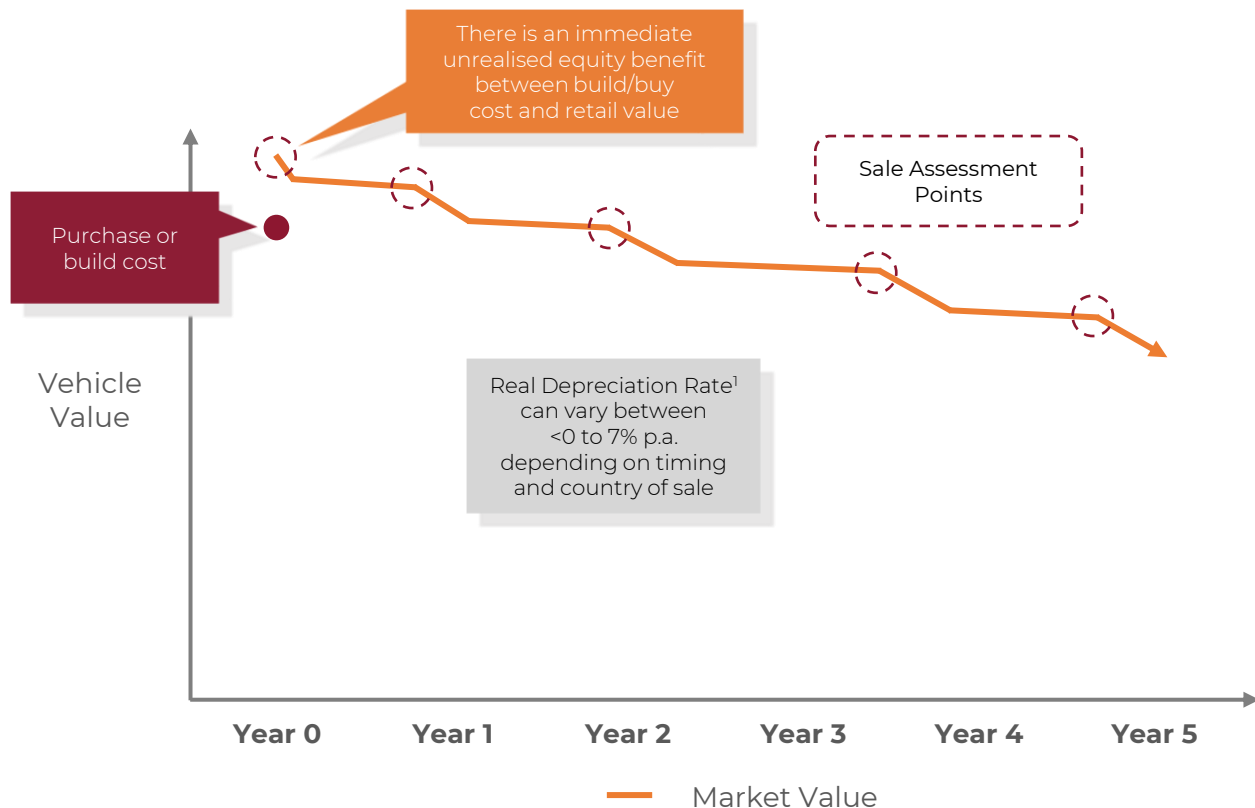 There is an immediate
unrealised equity benefit
between build/buy
cost and retail value
Sale Assessment
Points
Purchase or
build cost
Vehicle
Value
Real Depreciation Rate¹
can vary between
<0 to 7% p.a.
depending on timing
and country of sale
Year 0 Year 1 Year 2 Year 3 Year 4 Year 5
Market Value